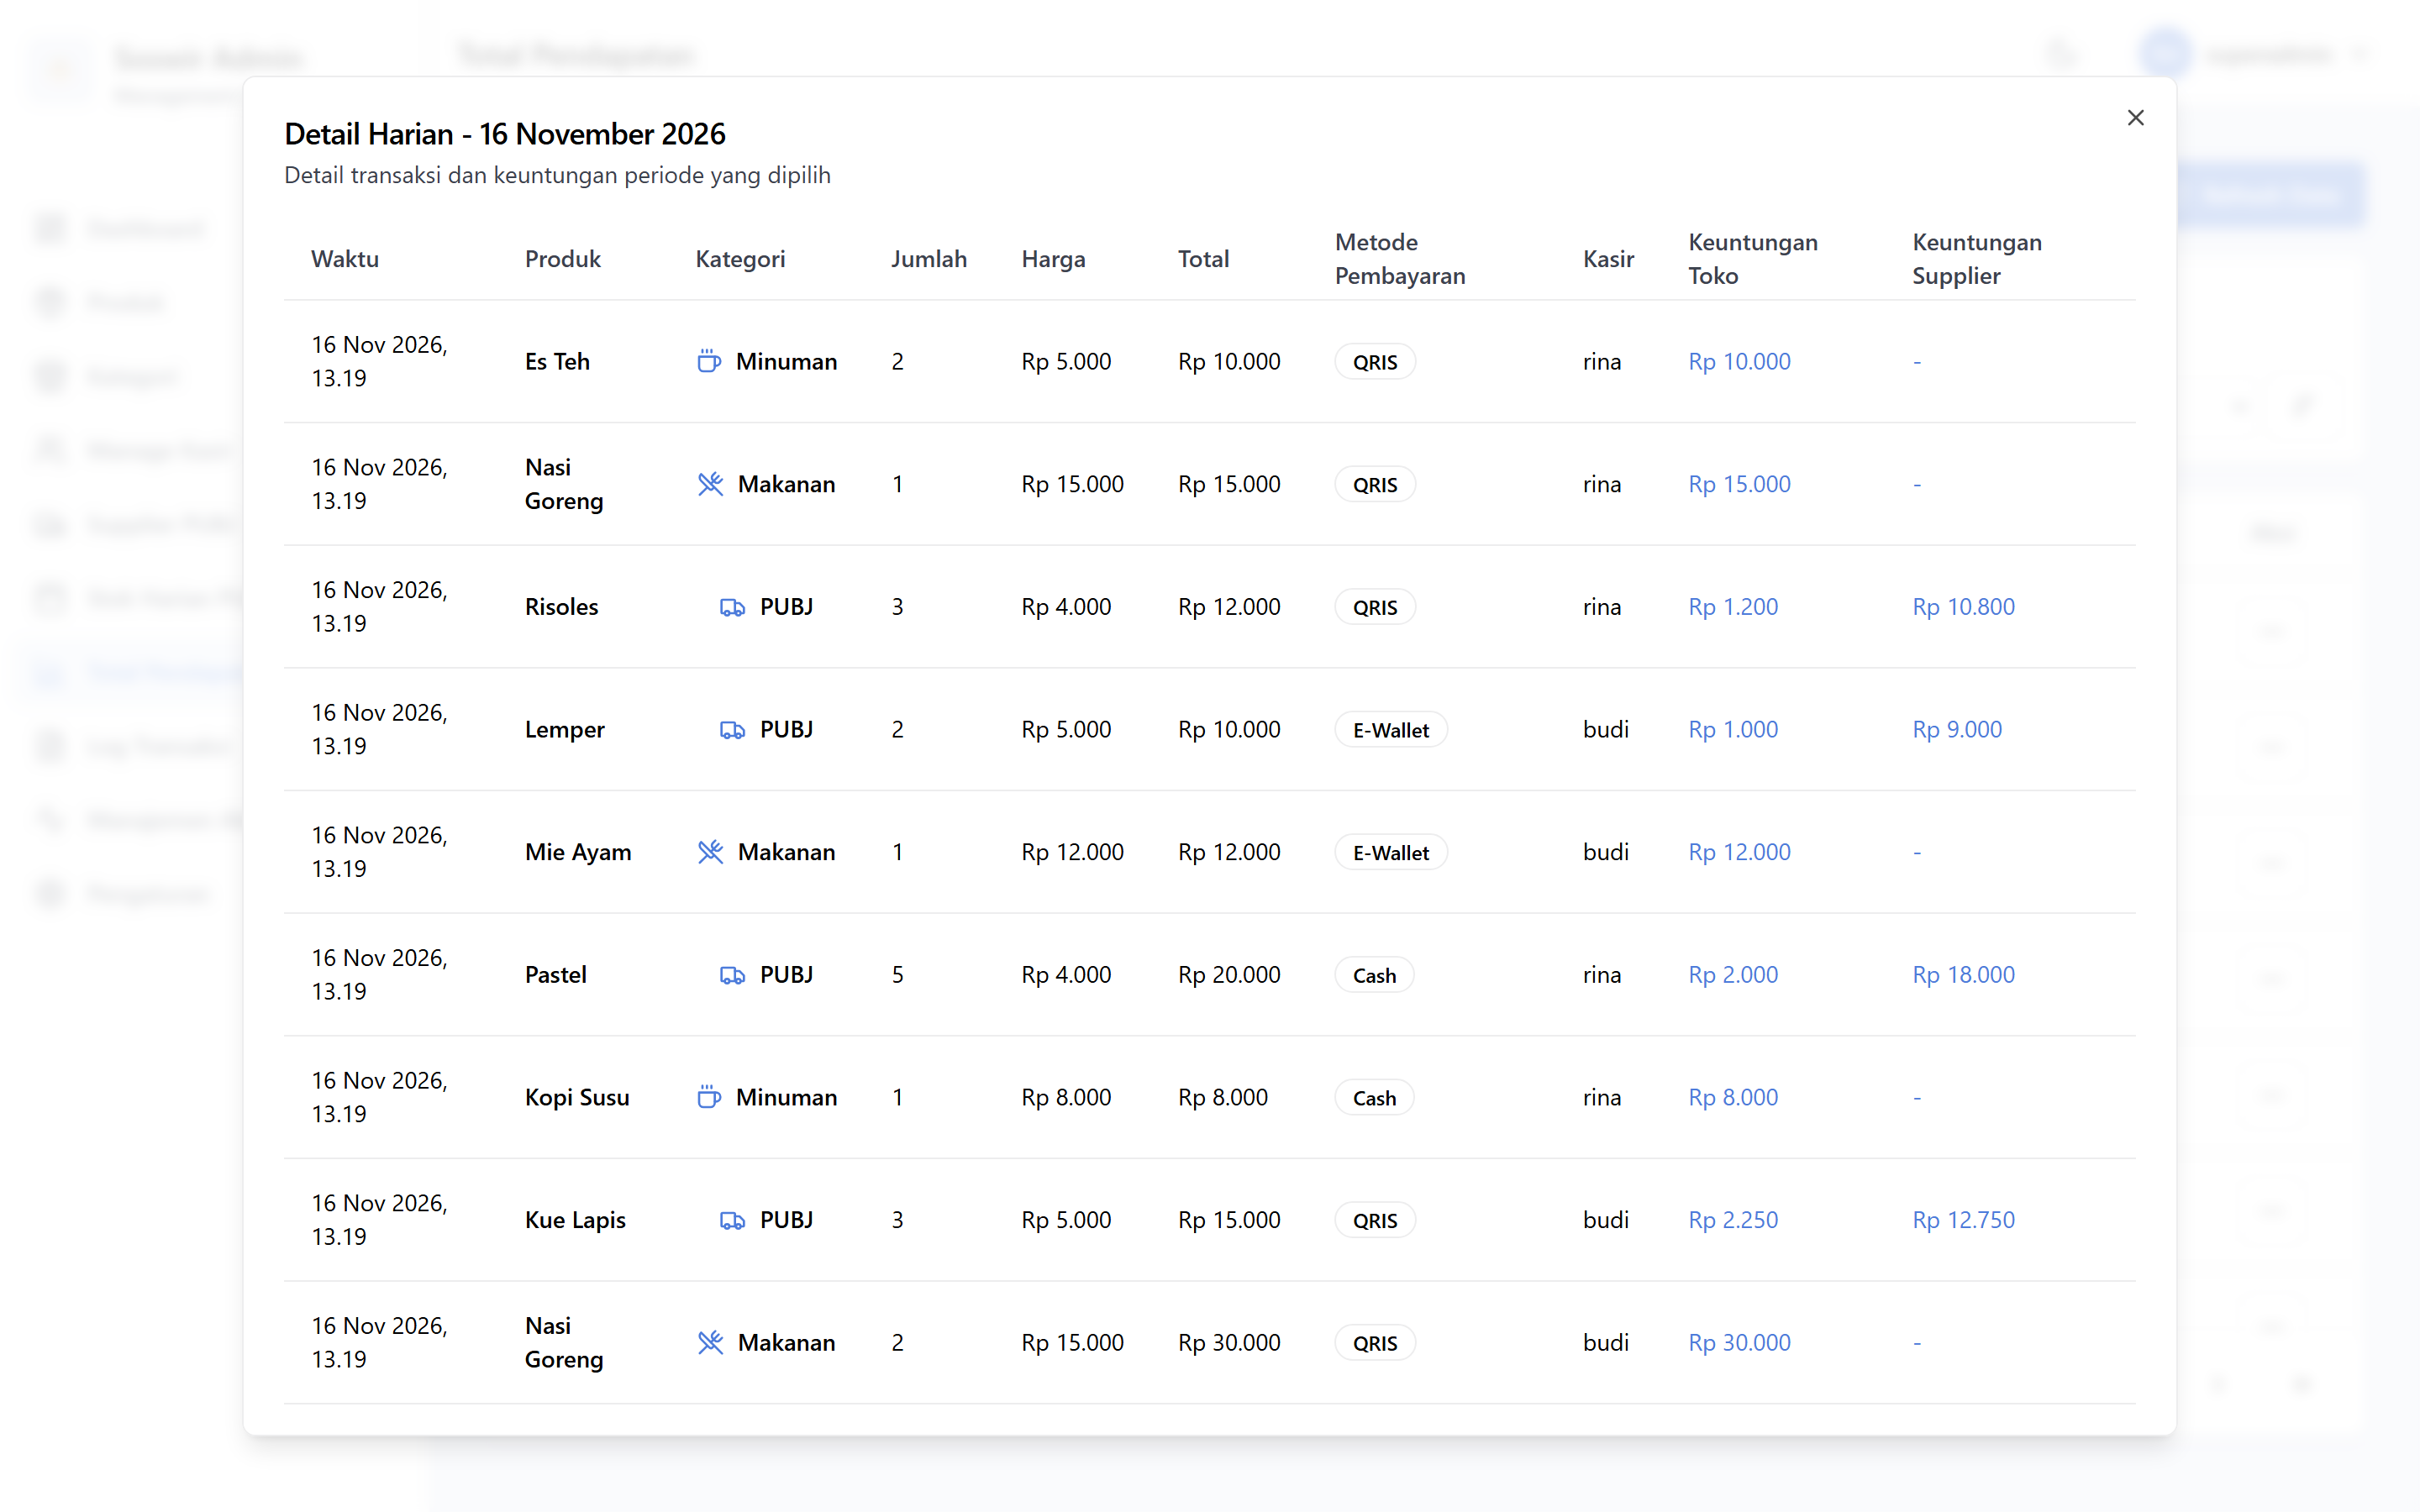 Total Pendapatan
Detail Harian - 16 November 2026
Detail transaksi dan keuntungan periode yang dipilih
Waktu Produk Kategori Jumlah Harga Total Metode Pembayaran Kasir Keuntungan Toko Keuntungan Supplier
16 Nov 2026, 13.19 Es Teh Minuman 2 Rp 5.000 Rp 10.000 QRIS rina Rp 10.000 -
16 Nov 2026, 13.19 Nasi Goreng Makanan 1 Rp 15.000 Rp 15.000 QRIS rina Rp 15.000 -
16 Nov 2026, 13.19 Risoles PUBJ 3 Rp 4.000 Rp 12.000 QRIS rina Rp 1.200 Rp 10.800
16 Nov 2026, 13.19 Lemper PUBJ 2 Rp 5.000 Rp 10.000 E-Wallet budi Rp 1.000 Rp 9.000
16 Nov 2026, 13.19 Mie Ayam Makanan 1 Rp 12.000 Rp 12.000 E-Wallet budi Rp 12.000 -
16 Nov 2026, 13.19 Pastel PUBJ 5 Rp 4.000 Rp 20.000 Cash rina Rp 2.000 Rp 18.000
16 Nov 2026, 13.19 Kopi Susu Minuman 1 Rp 8.000 Rp 8.000 Cash rina Rp 8.000 -
16 Nov 2026, 13.19 Kue Lapis PUBJ 3 Rp 5.000 Rp 15.000 QRIS budi Rp 2.250 Rp 12.750
16 Nov 2026, 13.19 Nasi Goreng Makanan 2 Rp 15.000 Rp 30.000 QRIS budi Rp 30.000 -
Dashboard
Produk
Kategori